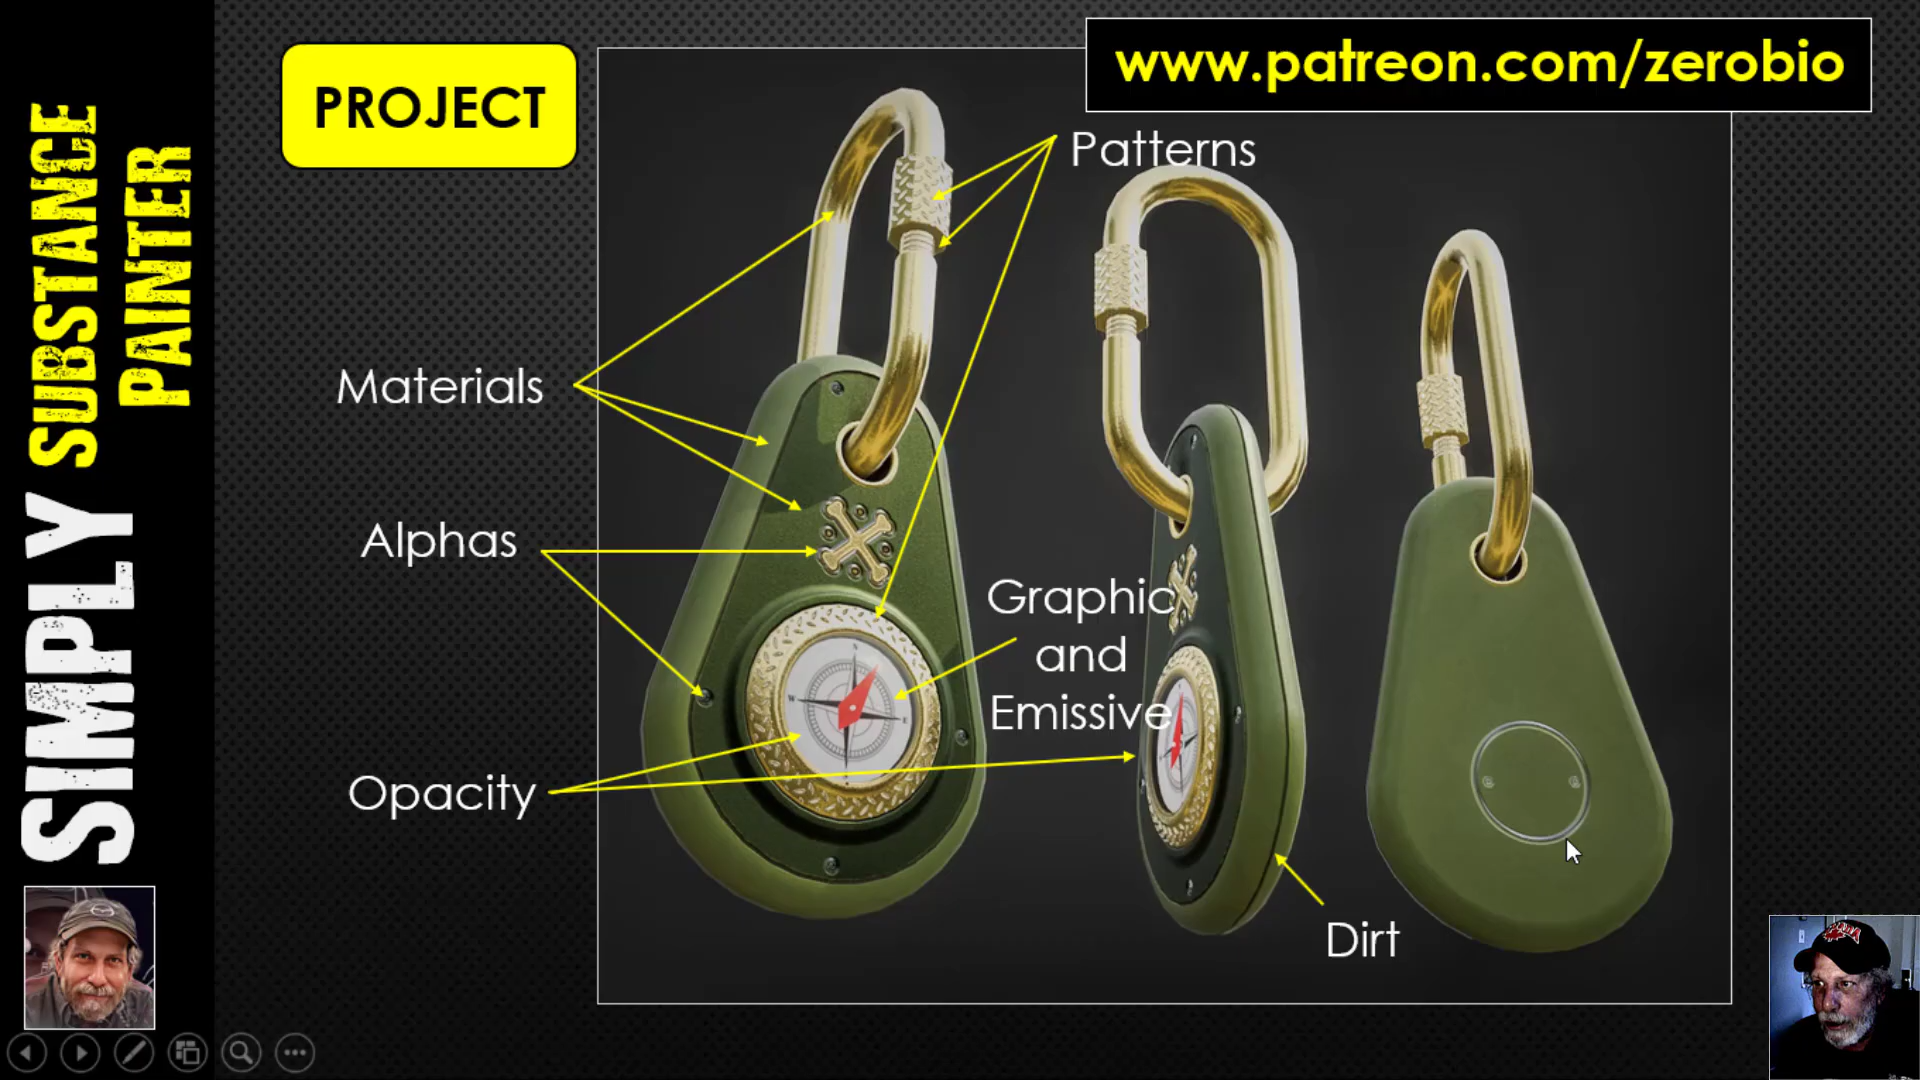 SIMPLY SUBSTANCE
PAINTER
PROJECT
www.patreon.com/zerobio
Patterns
Materials
Alphas
Graphic
and
Emissive
Opacity
Dirt
N
W
E